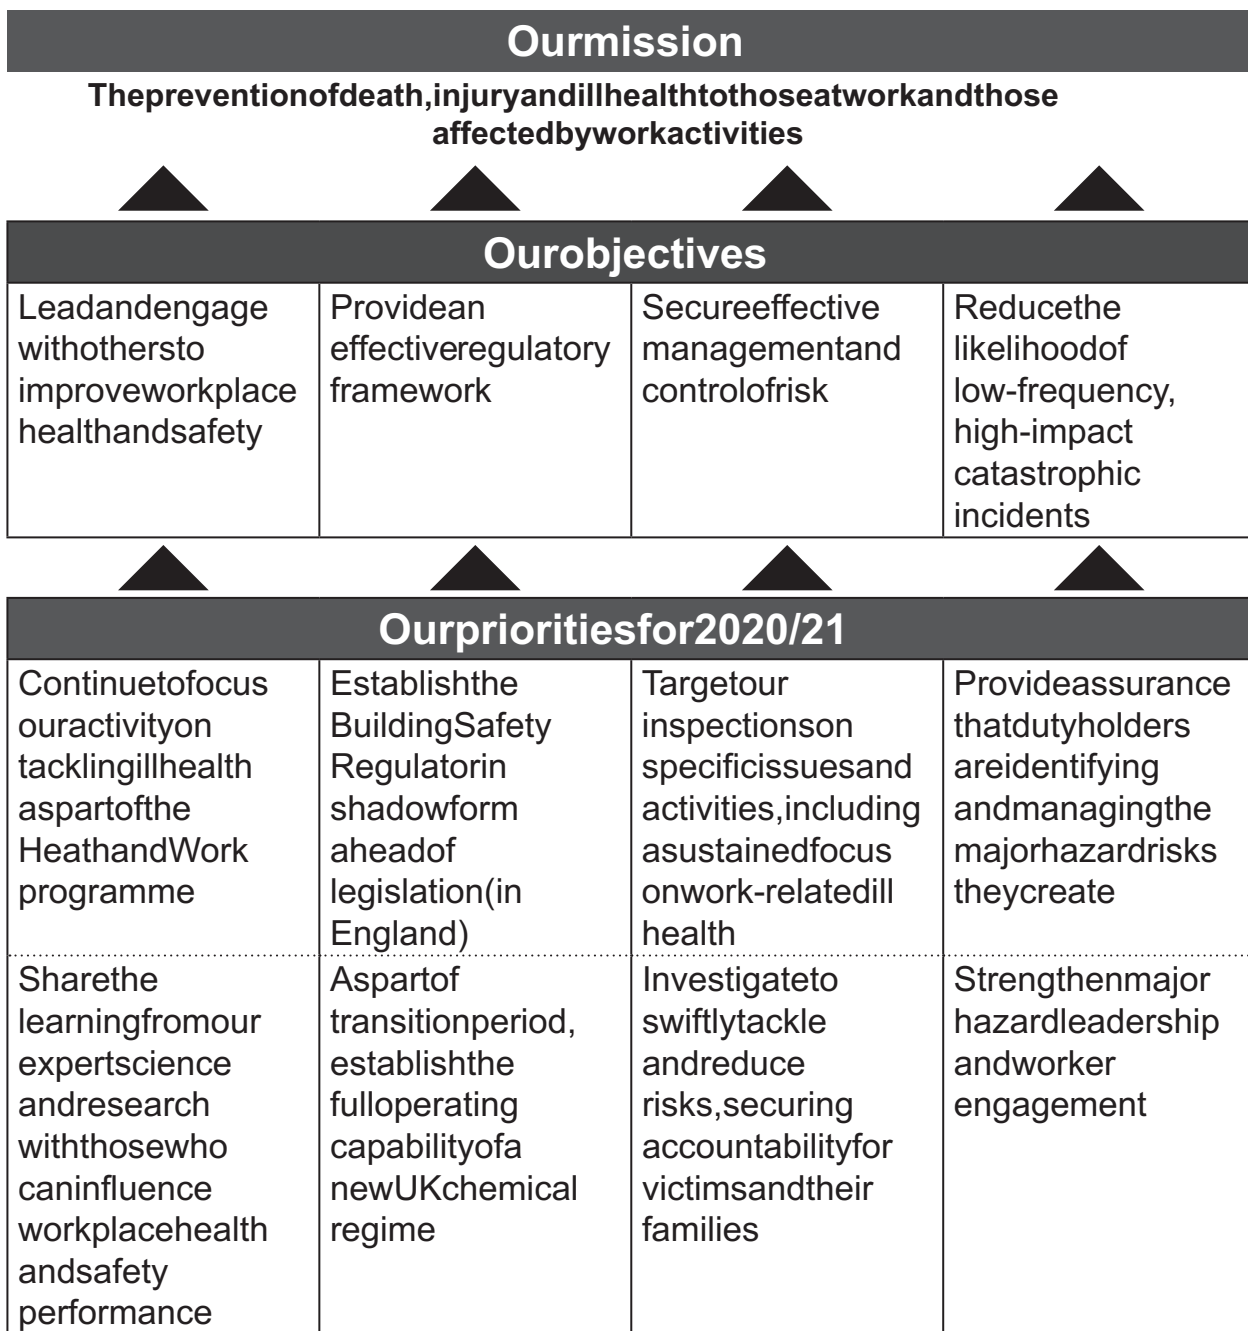 Ourmission
Thepreventionofdeath,injuryandillhealthtothoseatworkandthose
affectedbyworkactivities
Ourobjectives
Leadandengage
withothersto
improveworkplace
healthandsafety
Providean
effectiveregulatory
framework
Secureeffective
managementand
controlofrisk
Reducethe
likelihoodof
low-frequency,
high-impact
catastrophic
incidents
Ourprioritiesfor2020/21
Continuetofocus
ouractivityon
tacklingillhealth
aspartofthe
HeathandWork
programme
Establishthe
BuildingSafety
Regulatorin
shadowform
aheadof
legislation(in
England)
Targetour
inspectionson
specificissuesand
activities,including
asustainedfocus
onwork-relatedill
health
Provideassurance
thatdutyholders
areidentifying
andmanagingthe
majorhazardrisks
theycreate
Sharethe
learningfromour
expertscience
andresearch
withthosewho
caninfluence
workplacehealth
andsafety
performance
Aspartof
transitionperiod,
establishthe
fulloperating
capabilityofa
newUKchemical
regime
Investigateto
swiftlytackle
andreduce
risks,securing
accountabilityfor
victimsandtheir
families
Strengthenmajor
hazardleadership
andworker
engagement